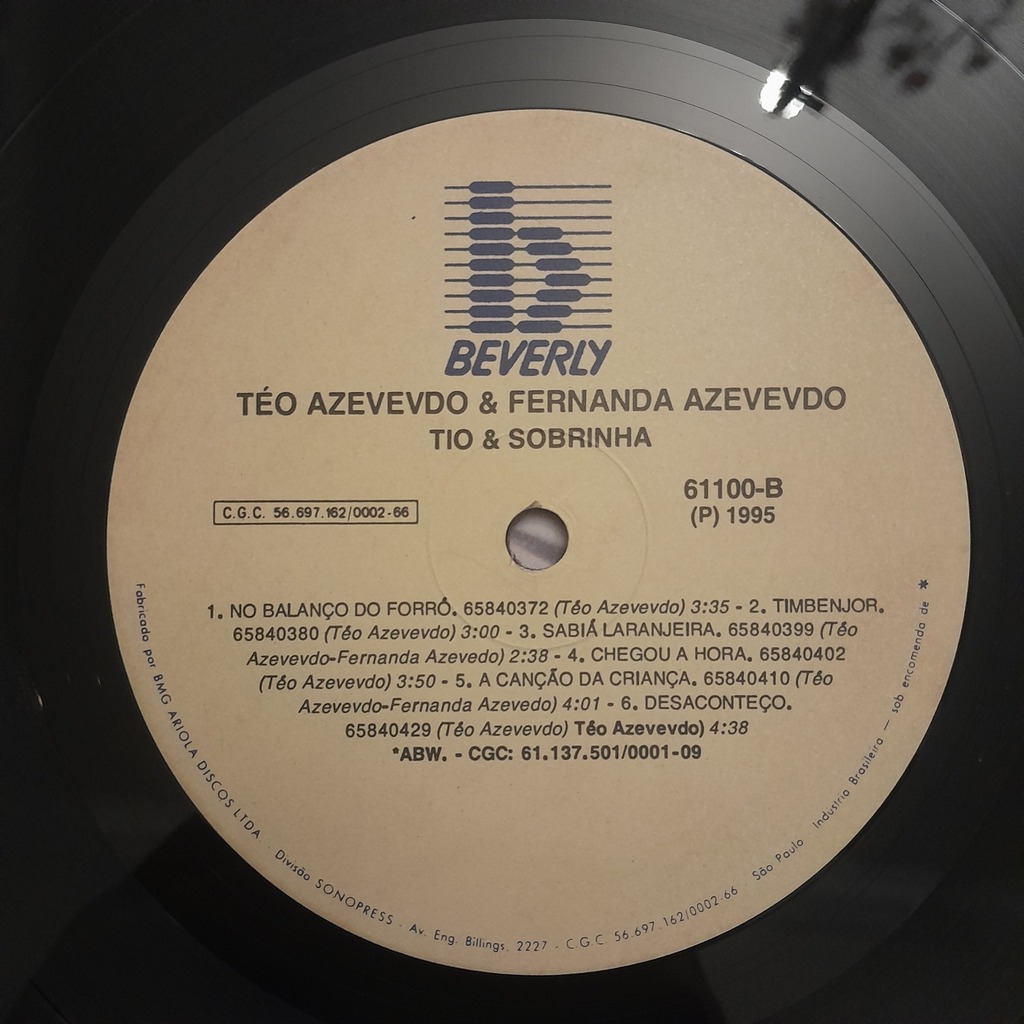 BEVERLY
TÉO AZEVEVDO & FERNANDA AZEVEVDO
TIO & SOBRINHA
61100-B
(P) 1995
C.G.C. 56.697.162/0002-66
1. NO BALANÇO DO FORRÓ. 65840372 (Téo Azevevdo) 3:35 - 2. TIMBENJOR.
65840380 (Téo Azevevdo) 3:00 - 3. SABIÁ LARANJEIRA. 65840399 (Téo
Azevevdo-Fernanda Azevedo) 2:38 - 4. CHEGOU A HORA. 65840402
(Téo Azevevdo) 3:50 - 5. A CANÇÃO DA CRIANÇA. 65840410 (Téo
Azevevdo-Fernanda Azevedo) 4:01 - 6. DESACONTEÇO.
65840429 (Téo Azevevdo) Téo Azevevdo) 4:38
*ABW. - CGC: 61.137.501/0001-09
Fabricado por BMG ARIOLA DISCOS LTDA. Divisão SONOPRESS - Av. Eng. Billings, 2227 - C.G.C. 56.697.162/0002-66 - São Paulo - Indústria Brasileira — sob encomenda de *